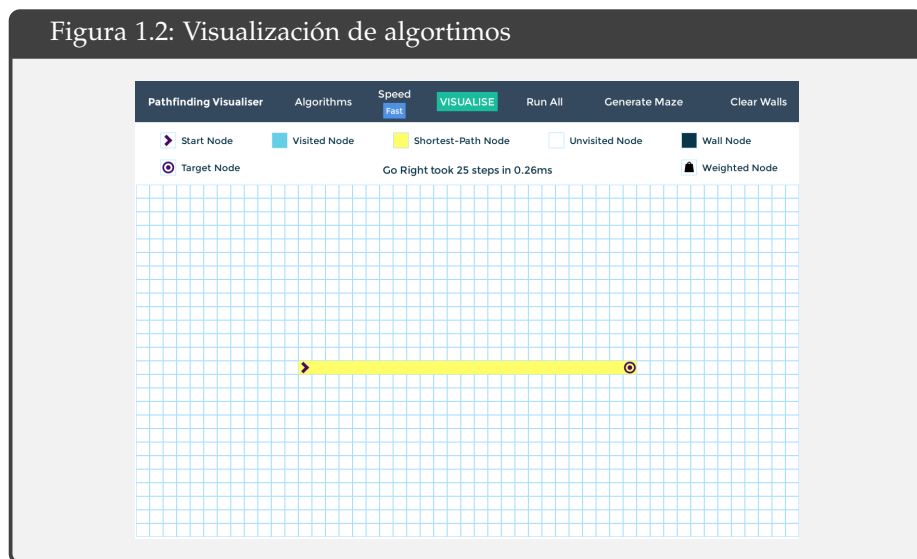 Figura 1.2: Visualización de algortimos
Pathfinding Visualiser Algorithms Speed Fast VISUALISE Run All Generate Maze Clear Walls
Start Node Visited Node Shortest-Path Node Unvisited Node Wall Node
Target Node Go Right took 25 steps in 0.26ms Weighted Node